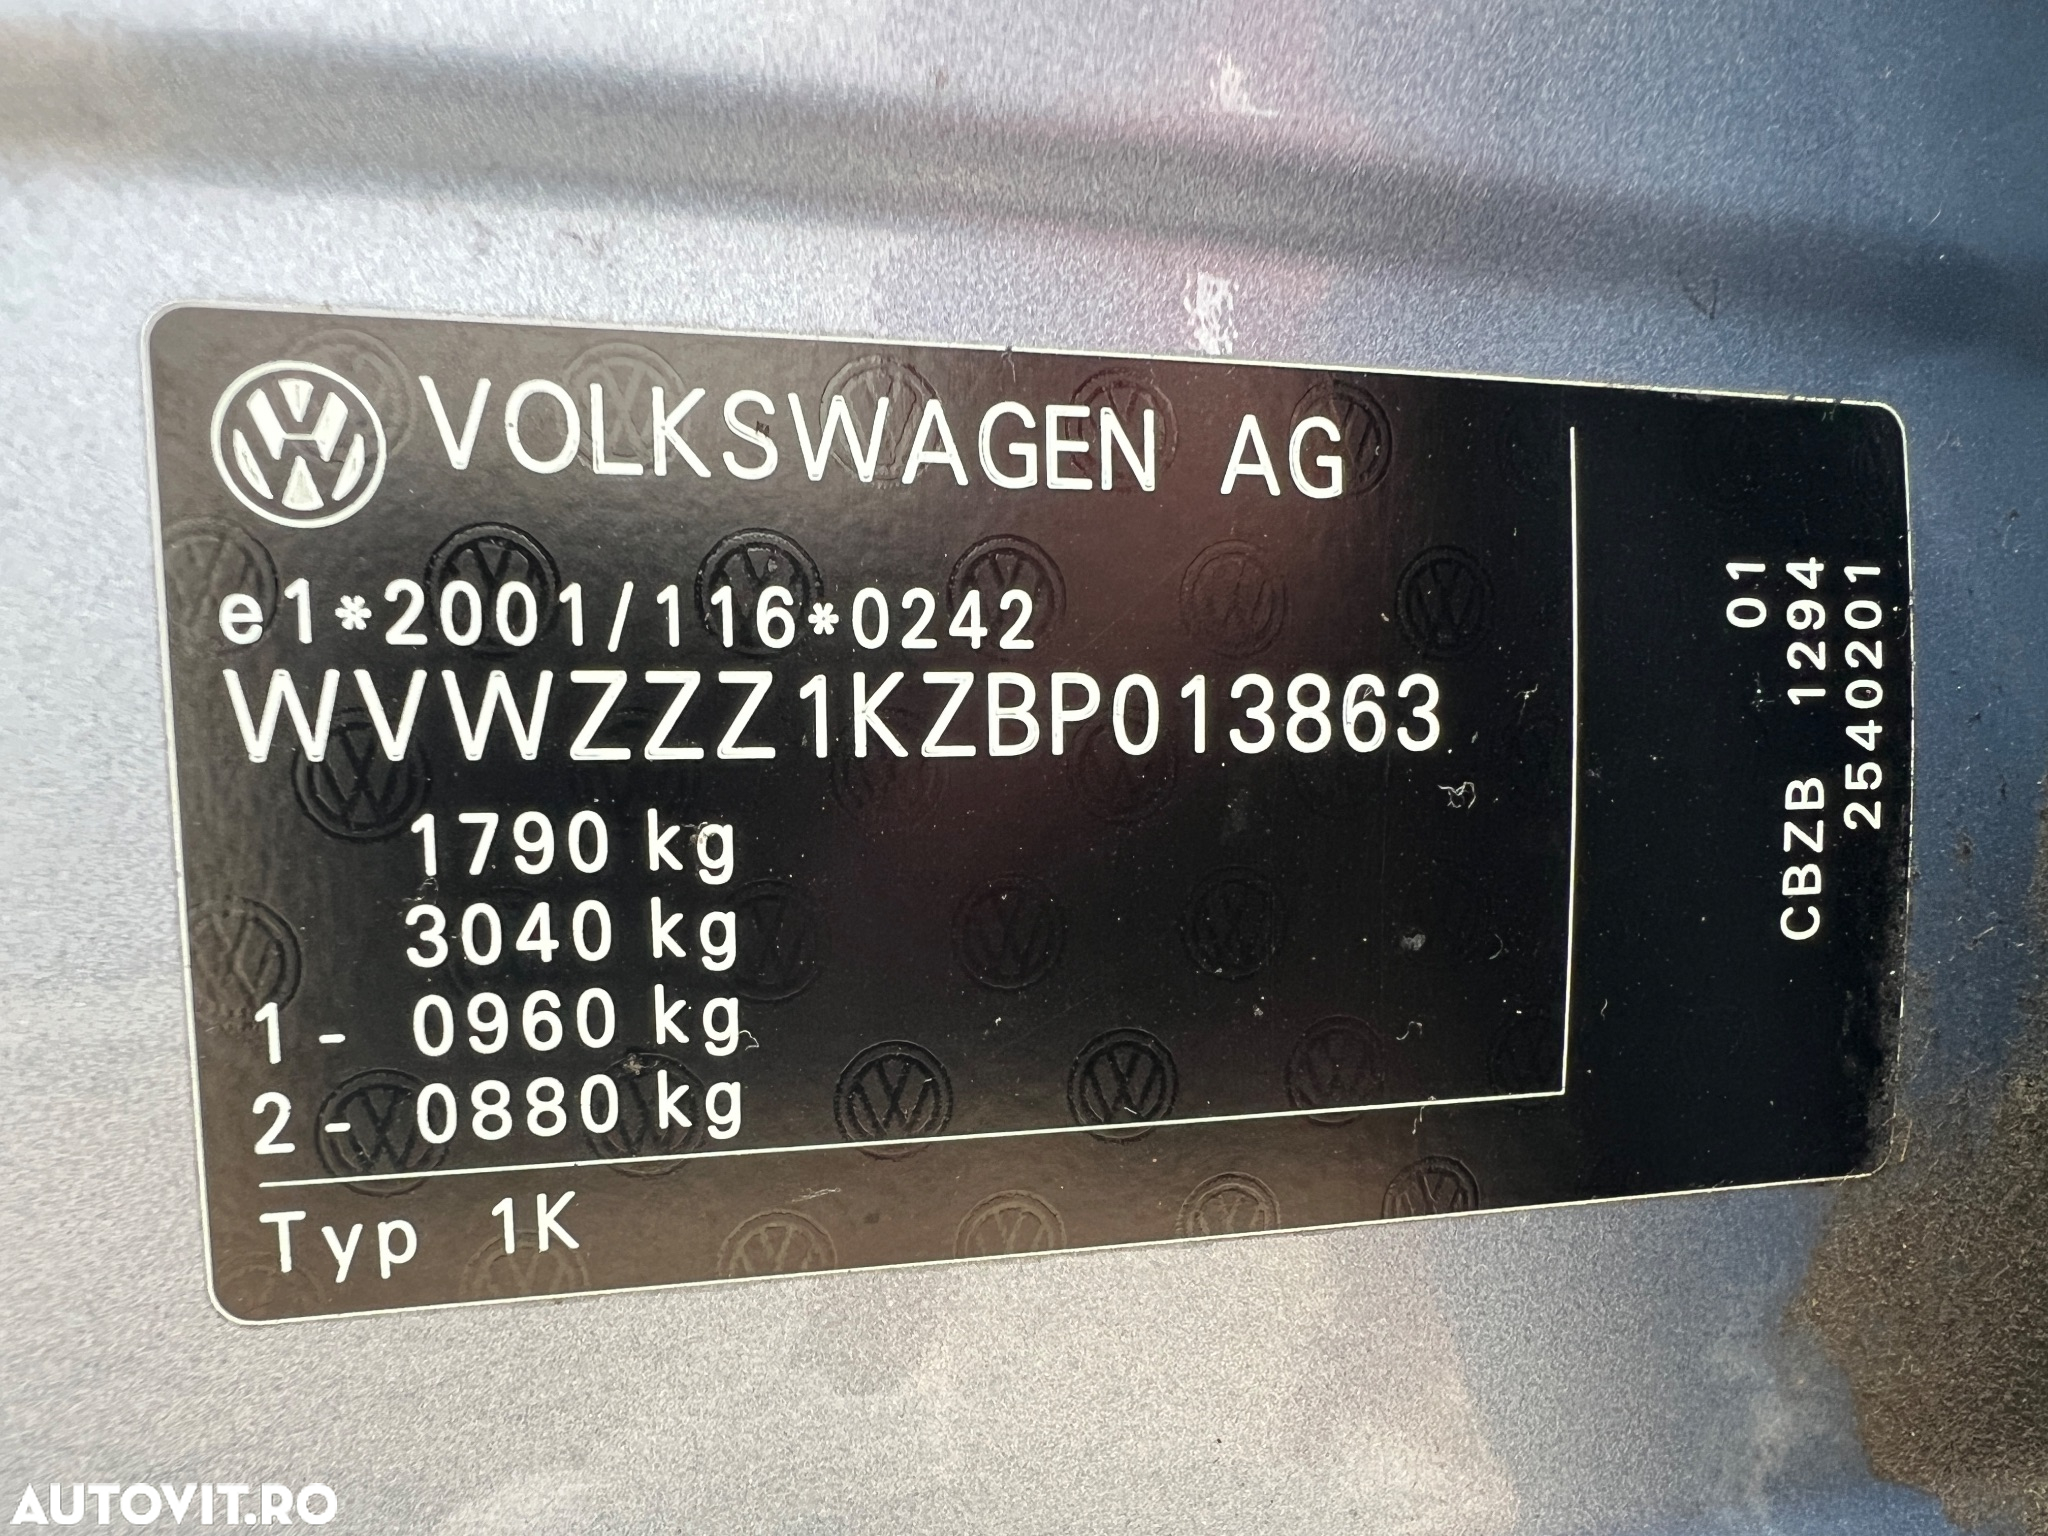 VOLKSWAGEN AG
e1*2001/116*0242
WVWZZZ1KZBP013863
1790 kg
3040 kg
1- 0960 kg
2- 0880 kg
Typ 1K
01
CBZB 1294
2540201
AUTOVIT.RO